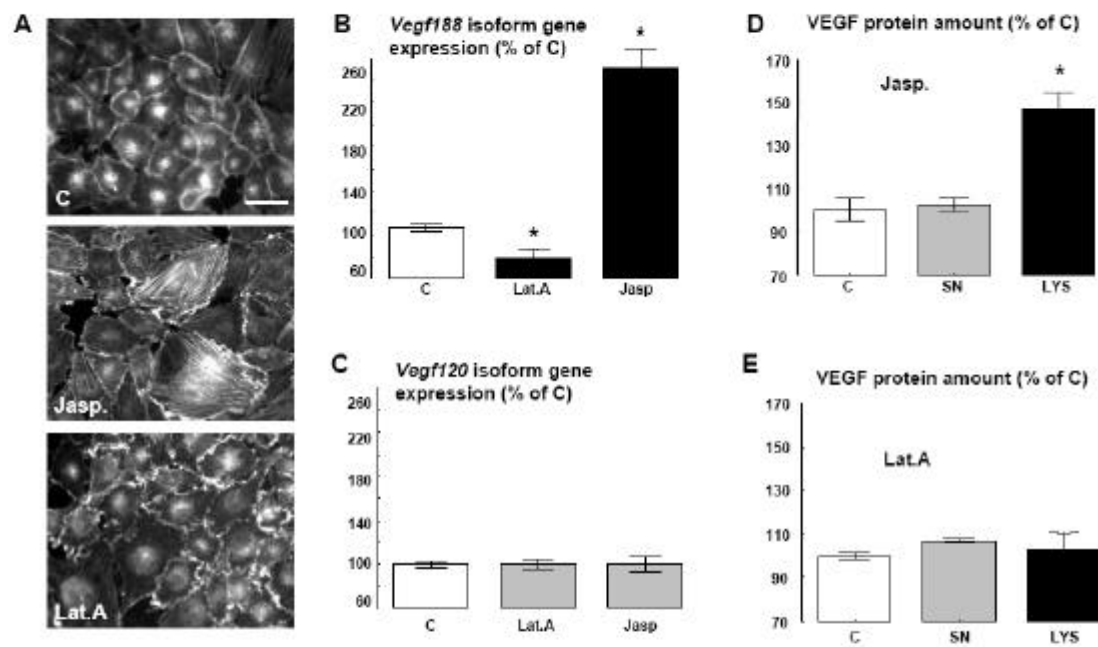 A
C
Jasp.
Lat.A
B
Vegf188 isoform gene
expression (% of C)
260
220
180
140
100
60
*
*
C Lat.A Jasp
C
Vegf120 isoform gene
expression (% of C)
260
220
180
140
100
60
C Lat.A Jasp
D
VEGF protein amount (% of C)
170
150
130
110
90
70
Jasp.
*
C SN LYS
E
VEGF protein amount (% of C)
170
150
130
110
90
70
Lat.A
C SN LYS